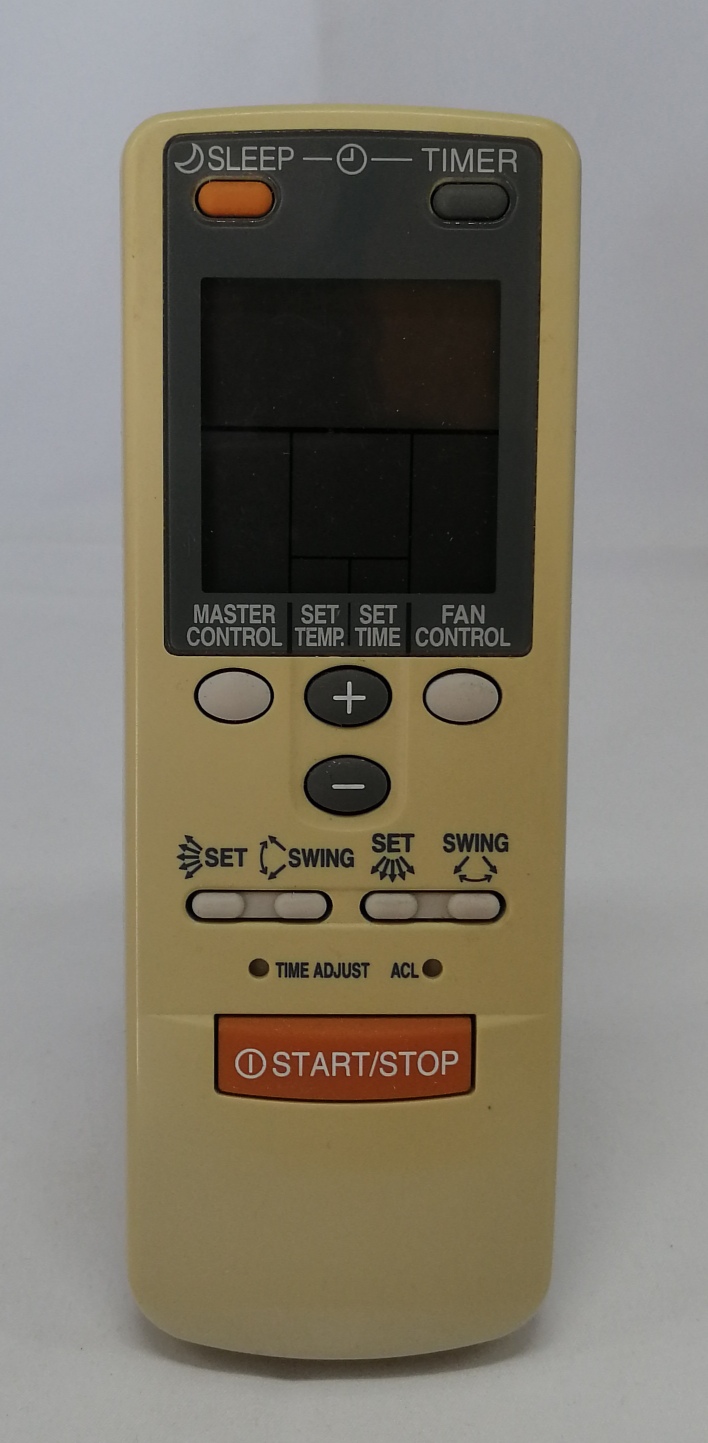 SLEEP TIMER
MASTER CONTROL
SET TEMP.
SET TIME
FAN CONTROL
+
−
SET SWING SET SWING
TIME ADJUST ACL
START/STOP